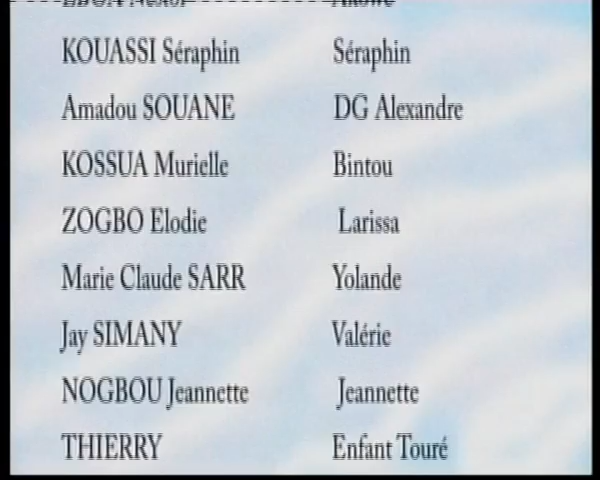 KOUASSI Séraphin Séraphin
Amadou SOUANE DG Alexandre
KOSSUA Murielle Bintou
ZOGBO Elodie Larissa
Marie Claude SARR Yolande
Jay SIMANY Valérie
NOGBOU Jeannette Jeannette
THIERRY Enfant Touré